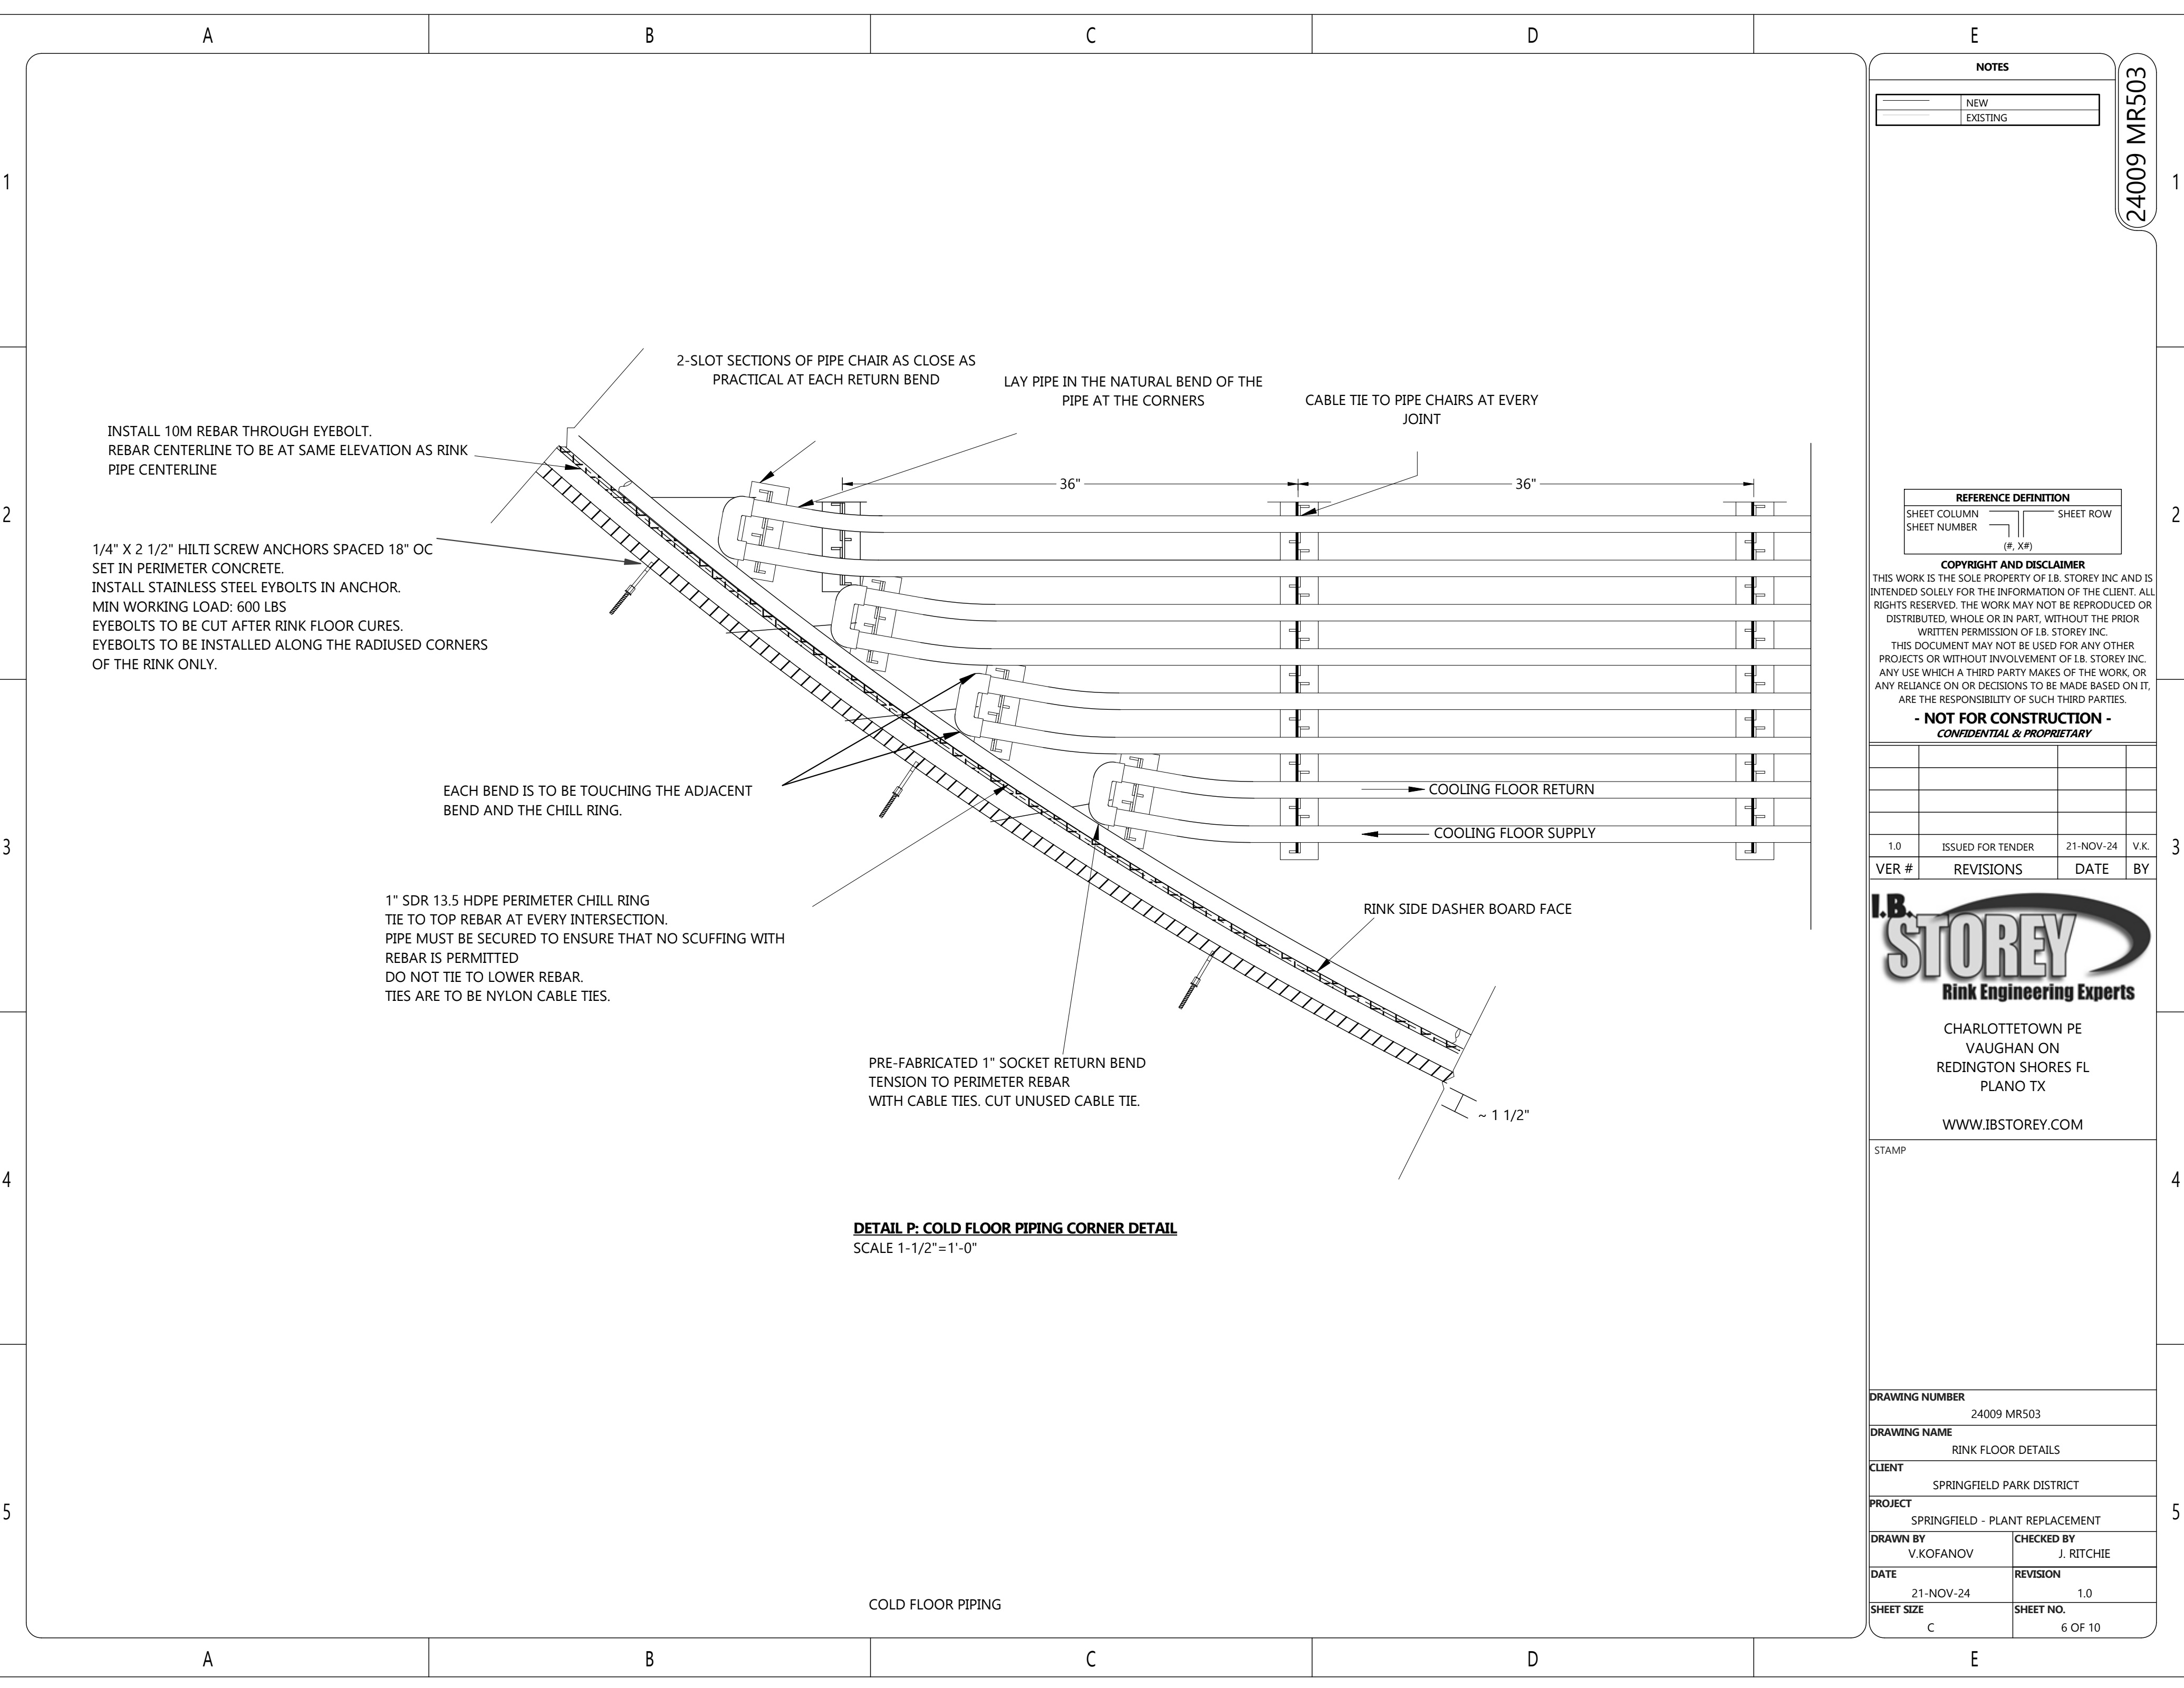 A B C D E
NOTES
NEW
EXISTING
24009 MR503
1 1
2-SLOT SECTIONS OF PIPE CHAIR AS CLOSE AS
PRACTICAL AT EACH RETURN BEND
LAY PIPE IN THE NATURAL BEND OF THE
PIPE AT THE CORNERS
CABLE TIE TO PIPE CHAIRS AT EVERY
JOINT
INSTALL 10M REBAR THROUGH EYEBOLT.
REBAR CENTERLINE TO BE AT SAME ELEVATION AS RINK
PIPE CENTERLINE
36" 36"
2 2
1/4" X 2 1/2" HILTI SCREW ANCHORS SPACED 18" OC
SET IN PERIMETER CONCRETE.
INSTALL STAINLESS STEEL EYBOLTS IN ANCHOR.
MIN WORKING LOAD: 600 LBS
EYEBOLTS TO BE CUT AFTER RINK FLOOR CURES.
EYEBOLTS TO BE INSTALLED ALONG THE RADIUSED CORNERS
OF THE RINK ONLY.
EACH BEND IS TO BE TOUCHING THE ADJACENT
BEND AND THE CHILL RING.
COOLING FLOOR RETURN
COOLING FLOOR SUPPLY
3 3
1" SDR 13.5 HDPE PERIMETER CHILL RING
TIE TO TOP REBAR AT EVERY INTERSECTION.
PIPE MUST BE SECURED TO ENSURE THAT NO SCUFFING WITH
REBAR IS PERMITTED
DO NOT TIE TO LOWER REBAR.
TIES ARE TO BE NYLON CABLE TIES.
RINK SIDE DASHER BOARD FACE
PRE-FABRICATED 1" SOCKET RETURN BEND
TENSION TO PERIMETER REBAR
WITH CABLE TIES. CUT UNUSED CABLE TIE.
~ 1 1/2"
4 4
DETAIL P: COLD FLOOR PIPING CORNER DETAIL
SCALE 1-1/2"=1'-0"
5 5
COLD FLOOR PIPING
REFERENCE DEFINITION
SHEET COLUMN SHEET ROW
SHEET NUMBER
(#, X#)
COPYRIGHT AND DISCLAIMER
THIS WORK IS THE SOLE PROPERTY OF I.B. STOREY INC AND IS
INTENDED SOLELY FOR THE INFORMATION OF THE CLIENT. ALL
RIGHTS RESERVED. THE WORK MAY NOT BE REPRODUCED OR
DISTRIBUTED, WHOLE OR IN PART, WITHOUT THE PRIOR
WRITTEN PERMISSION OF I.B. STOREY INC.
THIS DOCUMENT MAY NOT BE USED FOR ANY OTHER
PROJECTS OR WITHOUT INVOLVEMENT OF I.B. STOREY INC.
ANY USE WHICH A THIRD PARTY MAKES OF THE WORK, OR
ANY RELIANCE ON OR DECISIONS TO BE MADE BASED ON IT,
ARE THE RESPONSIBILITY OF SUCH THIRD PARTIES.
- NOT FOR CONSTRUCTION -
CONFIDENTIAL & PROPRIETARY
1.0 ISSUED FOR TENDER 21-NOV-24 V.K.
VER # REVISIONS DATE BY
I.B.
STOREY
Rink Engineering Experts
CHARLOTTETOWN PE
VAUGHAN ON
REDINGTON SHORES FL
PLANO TX
WWW.IBSTOREY.COM
STAMP
DRAWING NUMBER
24009 MR503
DRAWING NAME
RINK FLOOR DETAILS
CLIENT
SPRINGFIELD PARK DISTRICT
PROJECT
SPRINGFIELD - PLANT REPLACEMENT
DRAWN BY CHECKED BY
V.KOFANOV J. RITCHIE
DATE REVISION
21-NOV-24 1.0
SHEET SIZE SHEET NO.
C 6 OF 10
A B C D E